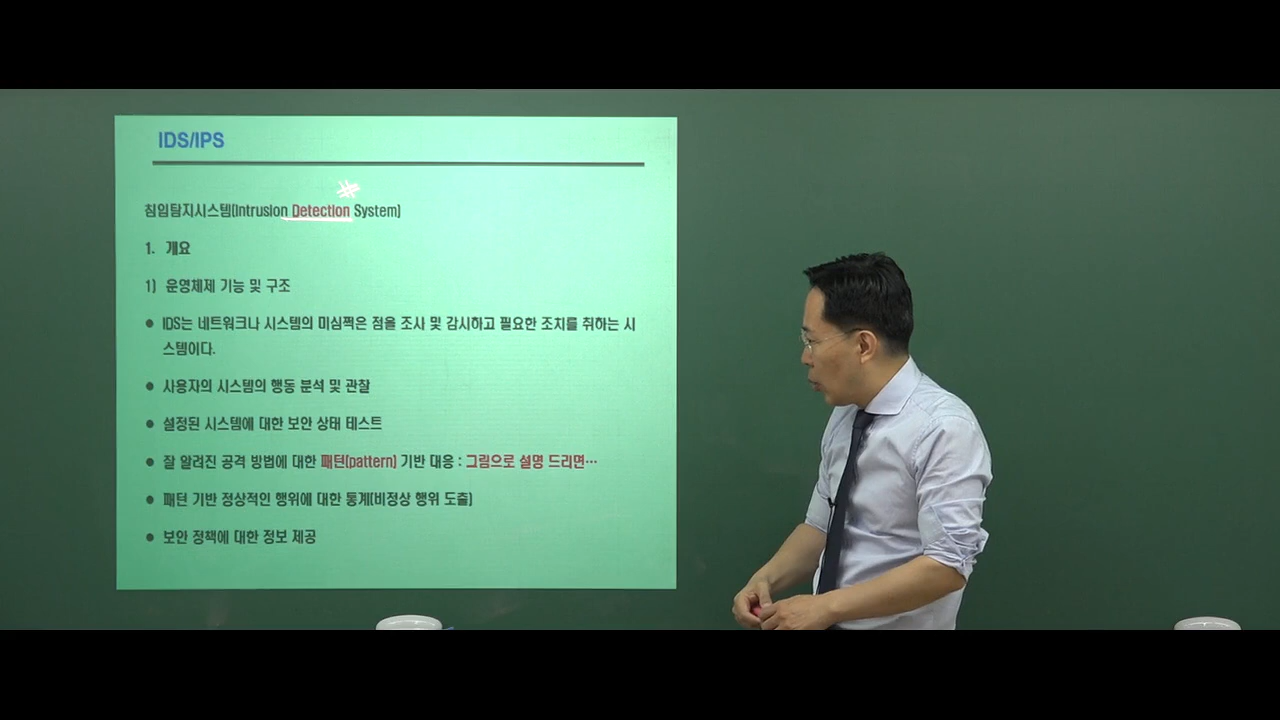 IDS/IPS
침입탐지시스템(Intrusion Detection System)
1. 개요
1) 운영체제 기능 및 구조
● IDS는 네트워크나 시스템의 미심쩍은 점을 조사 및 감시하고 필요한 조치를 취하는 시
스템이다.
● 사용자의 시스템의 행동 분석 및 관찰
● 설정된 시스템에 대한 보안 상태 테스트
● 잘 알려진 공격 방법에 대한 패턴(pattern) 기반 대응 : 그림으로 설명 드리면…
● 패턴 기반 정상적인 행위에 대한 통계(비정상 행위 도출)
● 보안 정책에 대한 정보 제공